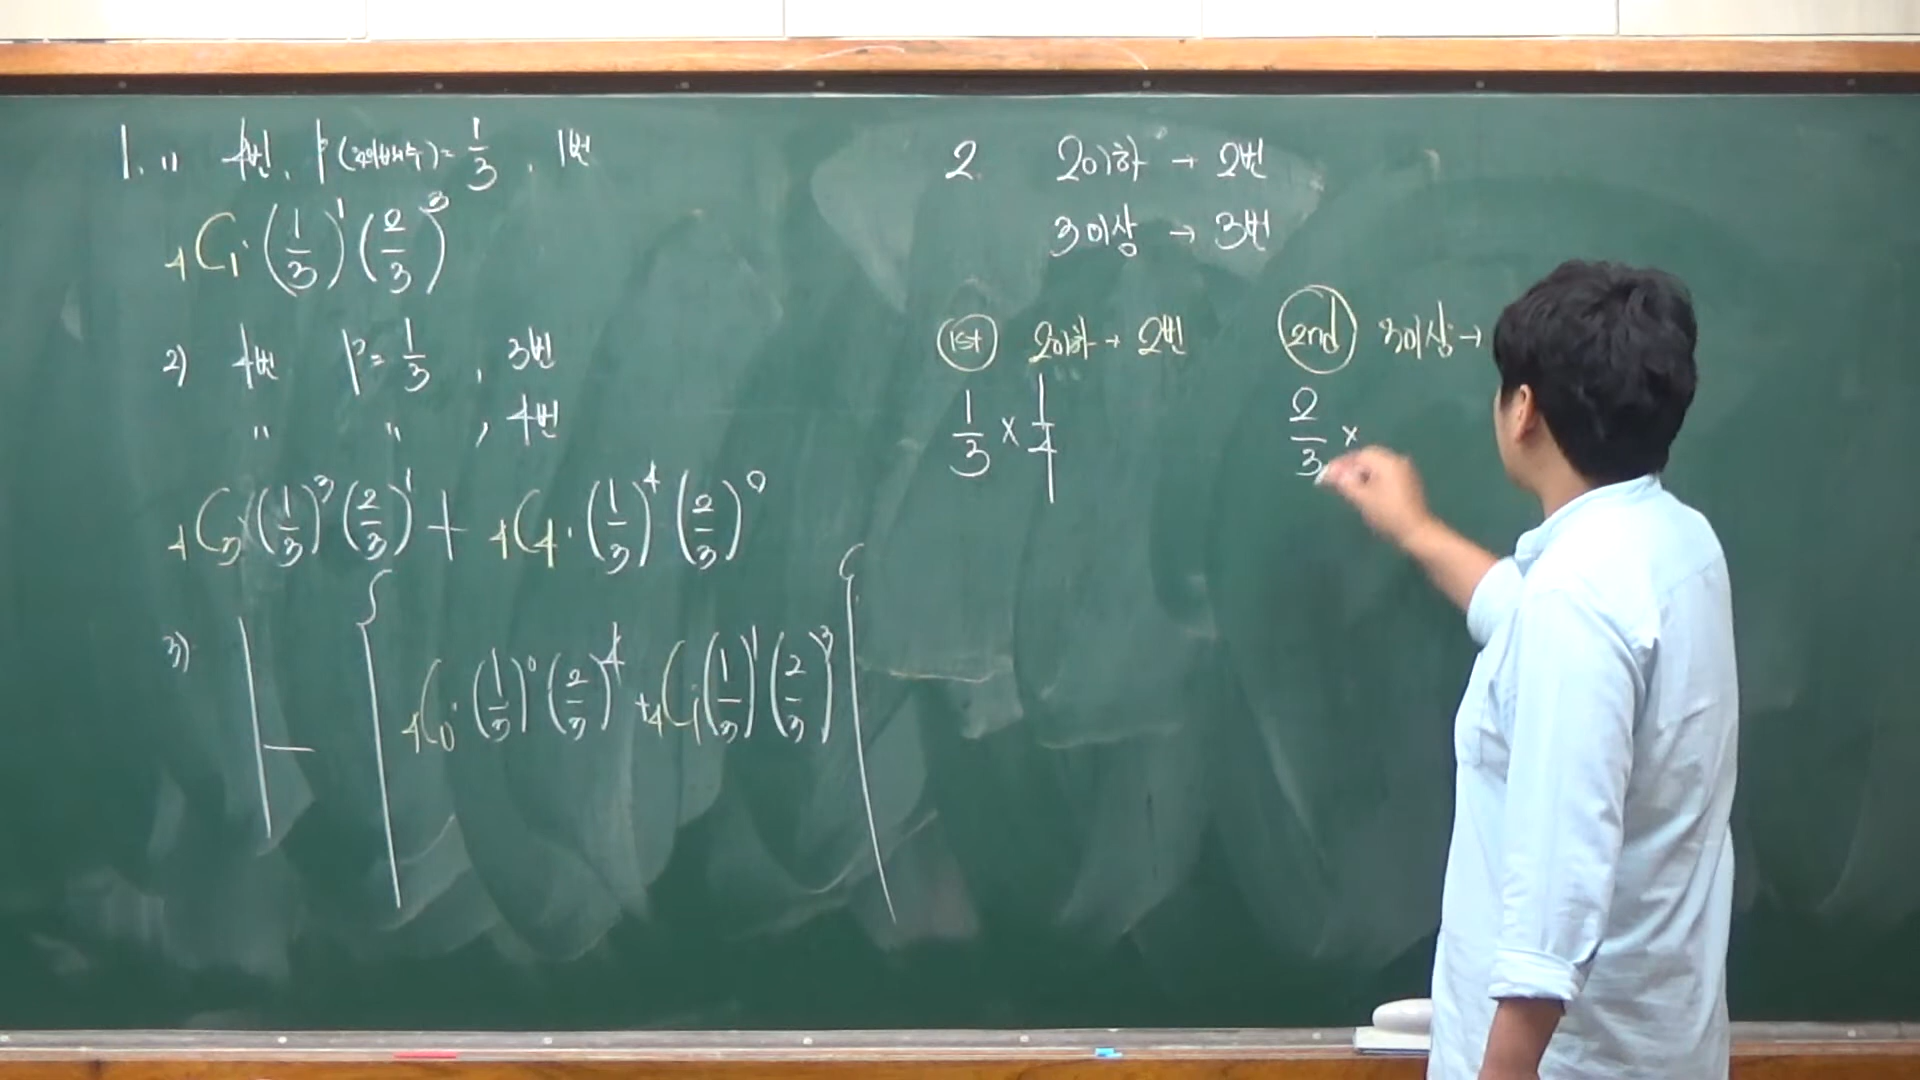 1. 1) 4번, P(3의배수)=1/3, 1번
₄C₁·(1/3)¹(2/3)³
2) 4번 P=1/3, 3번
〃 〃, 4번
₄C₃(1/3)³(2/3)¹+₄C₄·(1/3)⁴(2/3)⁰
3) 1-{₄C₀·(1/3)⁰(2/3)⁴+₄C₁(1/3)¹(2/3)³}
2. 2이하→2번
3이상→3번
1st 2이하→2번
1/3×1/4
2nd 3이상→
2/3×